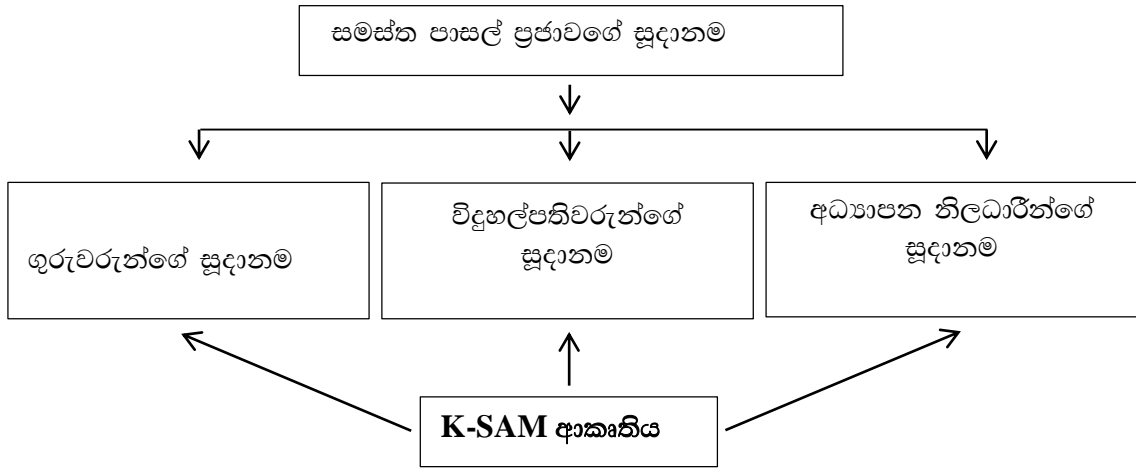 සමස්ත පාසල් ප්‍රජාවගේ සූදානම
ගුරුවරුන්ගේ සූදානම
විදුහල්පතිවරුන්ගේ
සූදානම
අධ්‍යාපන නිලධාරීන්ගේ
සූදානම
K-SAM ආකෘතිය